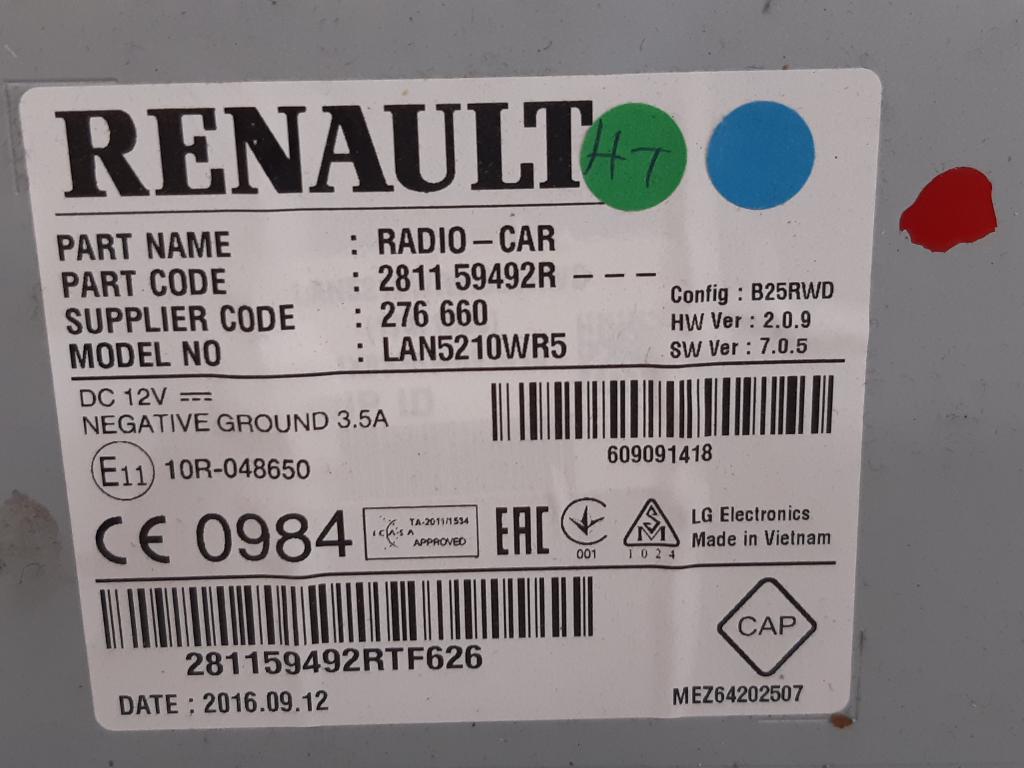 RENAULT
HT
PART NAME : RADIO-CAR
PART CODE : 2811 59492R - - -
SUPPLIER CODE : 276 660
MODEL NO : LAN5210WR5
Config : B25RWD
HW Ver : 2.0.9
SW Ver : 7.0.5
DC 12V
NEGATIVE GROUND 3.5A
609091418
E11 10R-048650
CE 0984
TA-2011/1534
ICASA
APPROVED
EAC
001
SM
1024
LG Electronics
Made in Vietnam
281159492RTF626
CAP
DATE : 2016.09.12
MEZ64202507